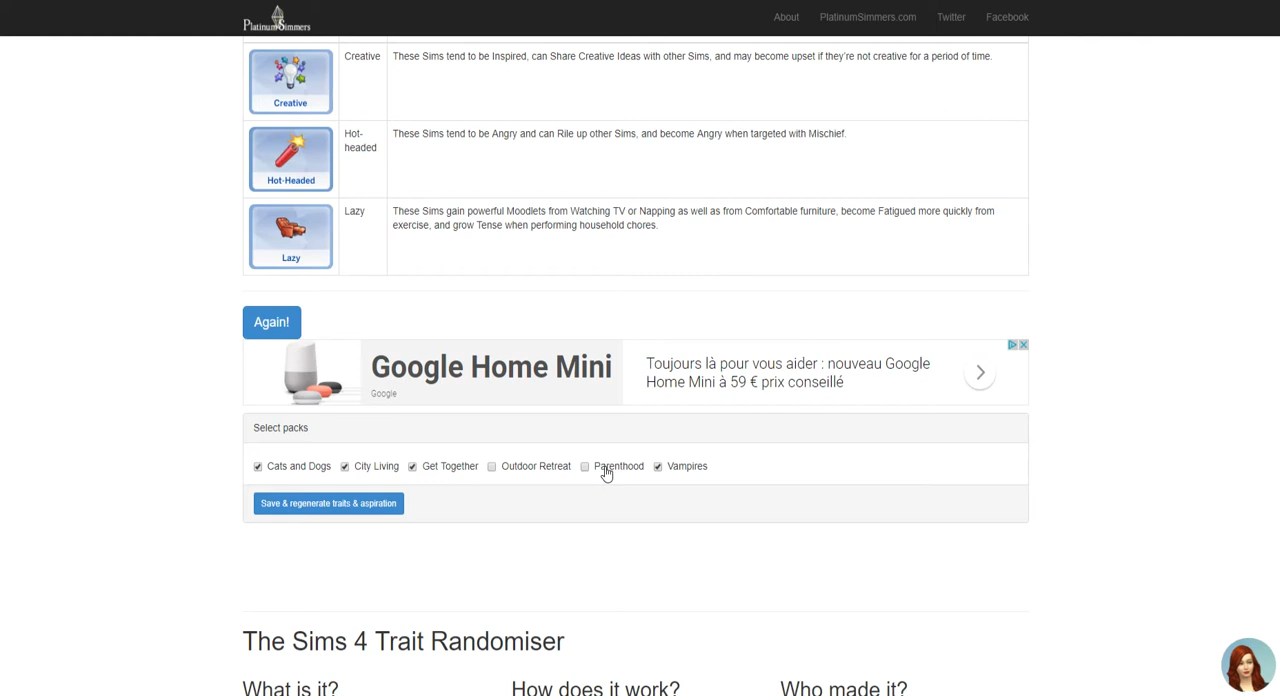 PlatinumSimmers
About PlatinumSimmers.com Twitter Facebook
Creative
Creative
These Sims tend to be Inspired, can Share Creative Ideas with other Sims, and may become upset if they're not creative for a period of time.
Hot-Headed
Hot-
headed
These Sims tend to be Angry and can Rile up other Sims, and become Angry when targeted with Mischief.
Lazy
Lazy
These Sims gain powerful Moodlets from Watching TV or Napping as well as from Comfortable furniture, become Fatigued more quickly from
exercise, and grow Tense when performing household chores.
Again!
Google Home Mini
Google
Toujours là pour vous aider : nouveau Google
Home Mini à 59 € prix conseillé
Select packs
Cats and Dogs City Living Get Together Outdoor Retreat Parenthood Vampires
Save & regenerate traits & aspiration
The Sims 4 Trait Randomiser
What is it? How does it work? Who made it?